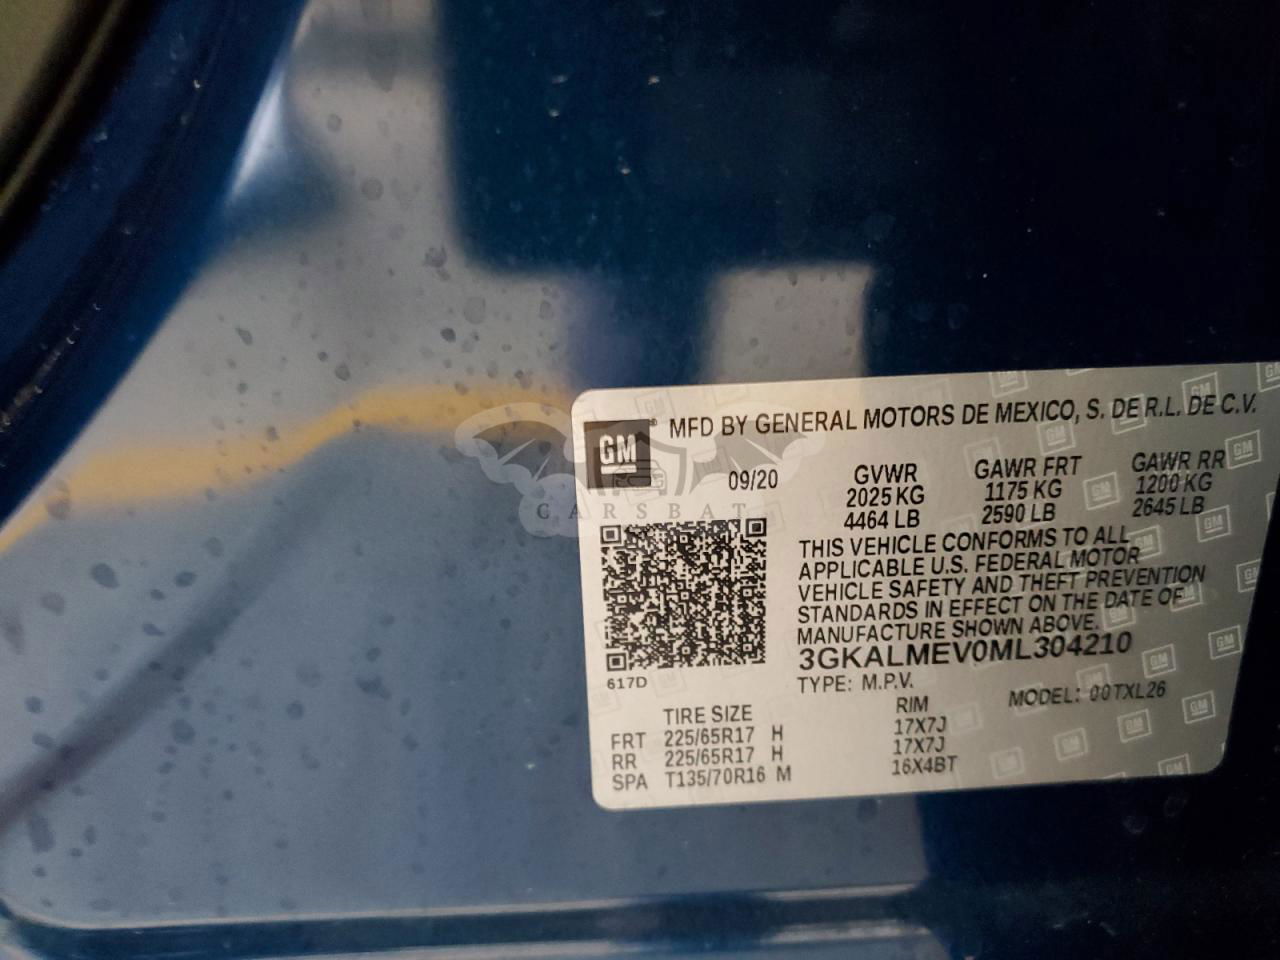 GM ® MFD BY GENERAL MOTORS DE MEXICO, S. DE R.L. DE C.V.
09/20 GVWR GAWR FRT GAWR RR
2025 KG 1175 KG 1200 KG
4464 LB 2590 LB 2645 LB
CARSBAT
THIS VEHICLE CONFORMS TO ALL
APPLICABLE U.S. FEDERAL MOTOR
VEHICLE SAFETY AND THEFT PREVENTION
STANDARDS IN EFFECT ON THE DATE OF
MANUFACTURE SHOWN ABOVE.
3GKALMEV0ML304210
617D
TYPE: M.P.V. MODEL: 00TXL26
TIRE SIZE RIM
FRT 225/65R17 H 17X7J
RR 225/65R17 H 17X7J
SPA T135/70R16 M 16X4BT